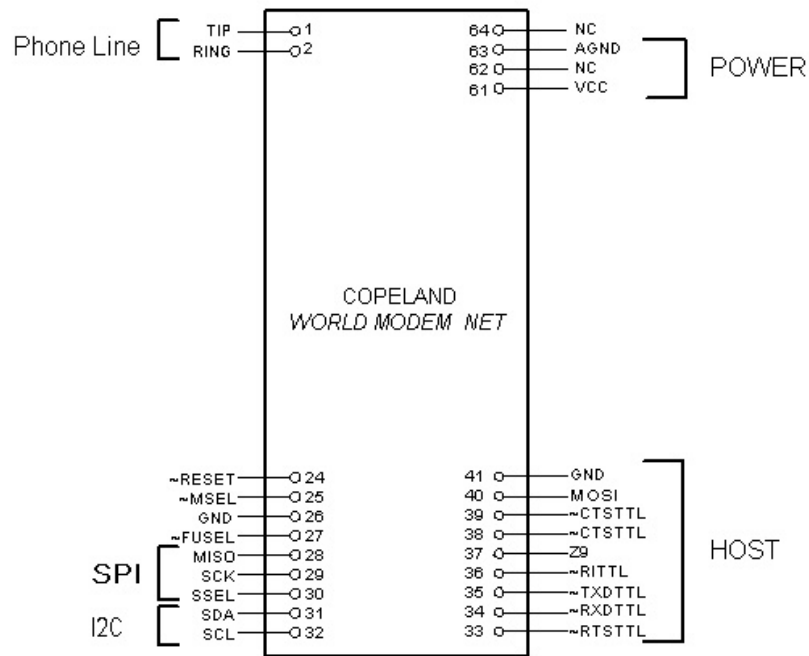 Phone Line
TIP 1
RING 2
64 NC
63 AGND
62 NC
61 VCC
POWER
COPELAND
WORLD MODEM NET
~RESET 24
~MSEL 25
GND 26
~FUSEL 27
SPI
MISO 28
SCK 29
SSEL 30
I2C
SDA 31
SCL 32
41 GND
40 MOSI
39 ~CTSTTL
38 ~CTSTTL
37 Z9
36 ~RITTL
35 ~TXDTTL
34 ~RXDTTL
33 ~RTSTTL
HOST